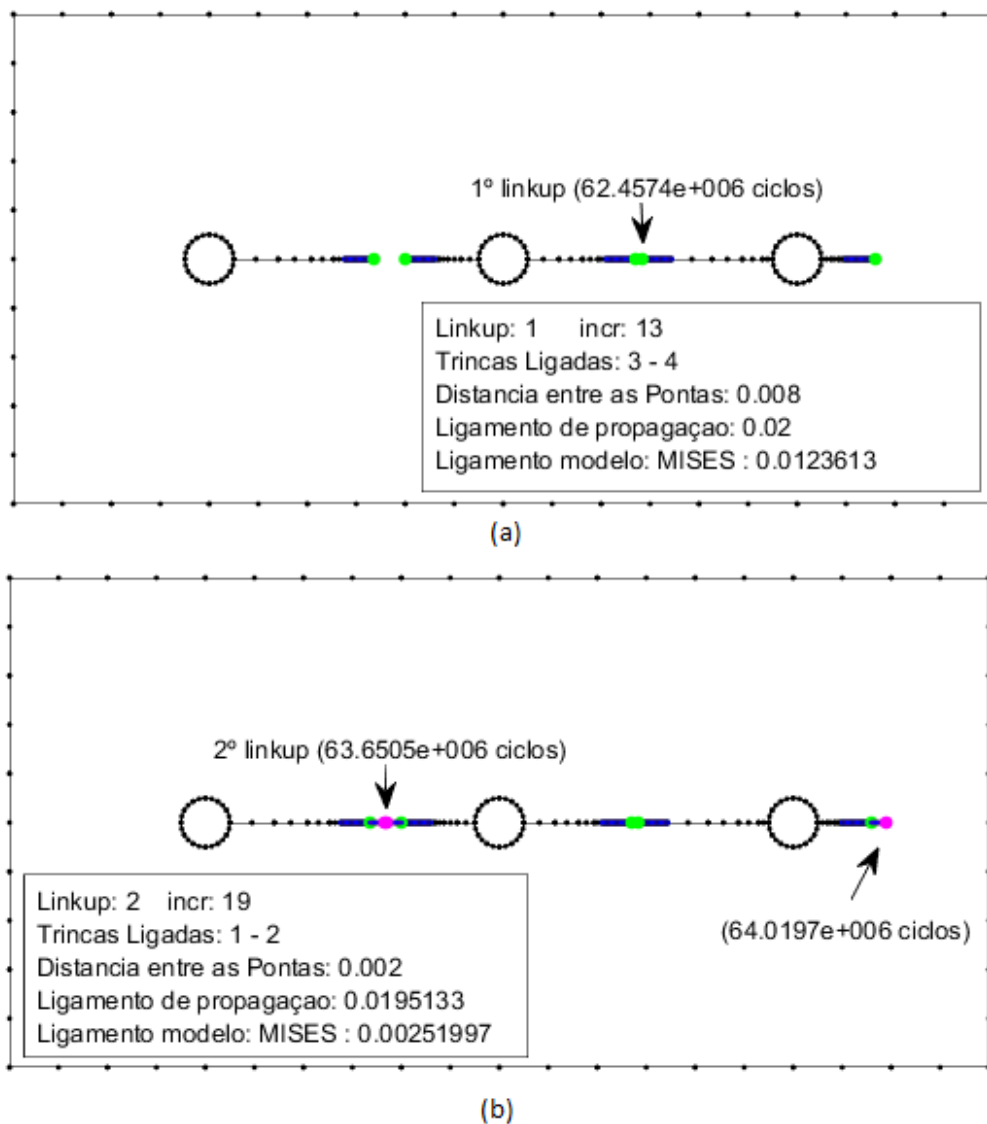 1º linkup (62.4574e+006 ciclos)
Linkup: 1 incr: 13
Trincas Ligadas: 3 - 4
Distancia entre as Pontas: 0.008
Ligamento de propagaçao: 0.02
Ligamento modelo: MISES : 0.0123613
(a)
2º linkup (63.6505e+006 ciclos)
Linkup: 2 incr: 19
Trincas Ligadas: 1 - 2
Distancia entre as Pontas: 0.002
Ligamento de propagaçao: 0.0195133
Ligamento modelo: MISES : 0.00251997
(64.0197e+006 ciclos)
(b)